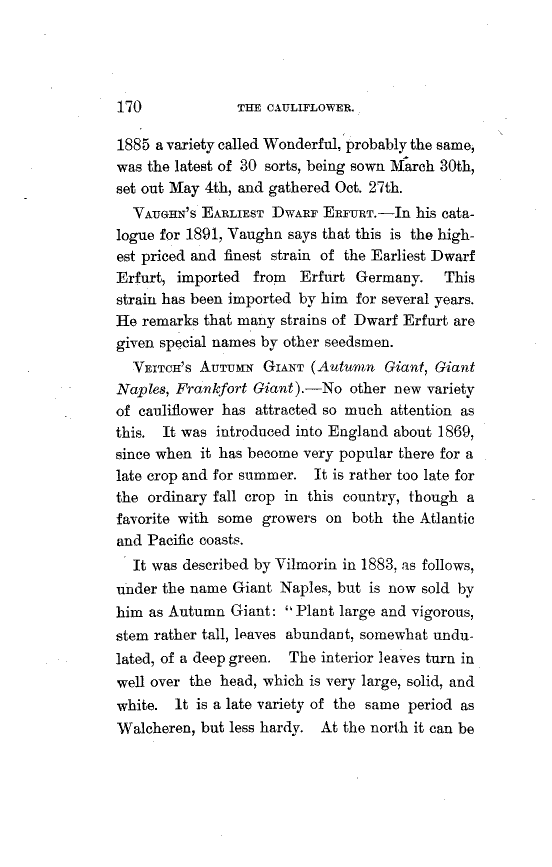 170 THE CAULIFLOWER.
1885 a variety called Wonderful, probably the same,
was the latest of 30 sorts, being sown March 30th,
set out May 4th, and gathered Oct. 27th.
VAUGHN'S EARLIEST DWARF ERFURT.—In his cata-
logue for 1891, Vaughn says that this is the high-
est priced and finest strain of the Earliest Dwarf
Erfurt, imported from Erfurt Germany. This
strain has been imported by him for several years.
He remarks that many strains of Dwarf Erfurt are
given special names by other seedsmen.
VEITCH'S AUTUMN GIANT (Autumn Giant, Giant
Naples, Frankfort Giant).—No other new variety
of cauliflower has attracted so much attention as
this. It was introduced into England about 1869,
since when it has become very popular there for a
late crop and for summer. It is rather too late for
the ordinary fall crop in this country, though a
favorite with some growers on both the Atlantic
and Pacific coasts.
It was described by Vilmorin in 1883, as follows,
under the name Giant Naples, but is now sold by
him as Autumn Giant: "Plant large and vigorous,
stem rather tall, leaves abundant, somewhat undu-
lated, of a deep green. The interior leaves turn in
well over the head, which is very large, solid, and
white. It is a late variety of the same period as
Walcheren, but less hardy. At the north it can be